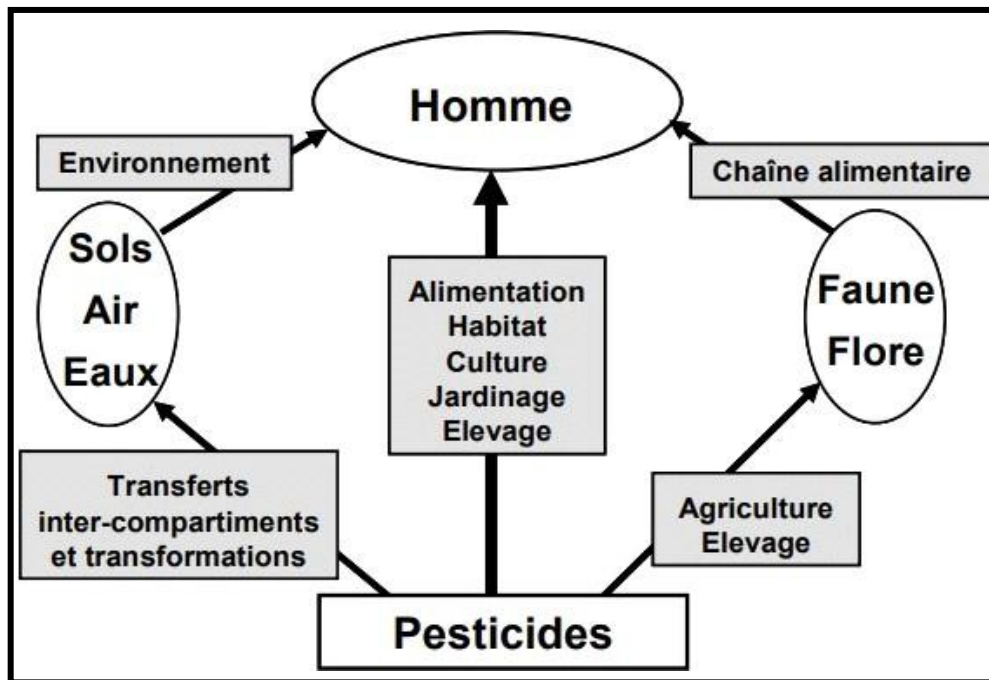 Homme
Environnement
Chaîne alimentaire
Sols
Air
Eaux
Alimentation
Habitat
Culture
Jardinage
Elevage
Faune
Flore
Transferts
inter-compartiments
et transformations
Agriculture
Elevage
Pesticides